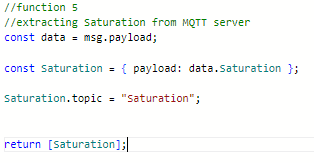 //function 5
//extracting Saturation from MQTT server
const data = msg.payload;
const Saturation = { payload: data.Saturation };
Saturation.topic = "Saturation";
return [Saturation];